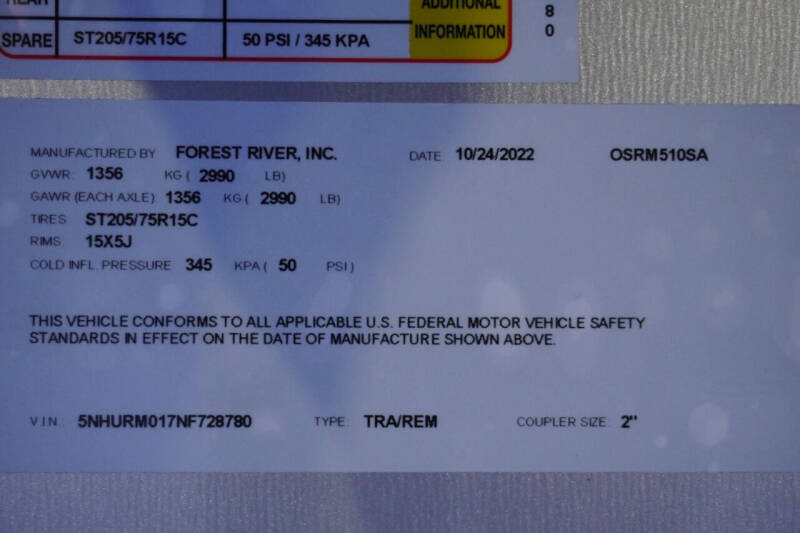 REAR
ADDITIONAL
SPARE ST205/75R15C 50 PSI / 345 KPA INFORMATION
8
0
MANUFACTURED BY FOREST RIVER, INC. DATE 10/24/2022 OSRM510SA
GVWR: 1356 KG ( 2990 LB)
GAWR (EACH AXLE): 1356 KG ( 2990 LB)
TIRES: ST205/75R15C
RIMS: 15X5J
COLD INFL. PRESSURE 345 KPA ( 50 PSI )
THIS VEHICLE CONFORMS TO ALL APPLICABLE U.S. FEDERAL MOTOR VEHICLE SAFETY
STANDARDS IN EFFECT ON THE DATE OF MANUFACTURE SHOWN ABOVE.
V.I.N.: 5NHURM017NF728780 TYPE: TRA/REM COUPLER SIZE: 2"